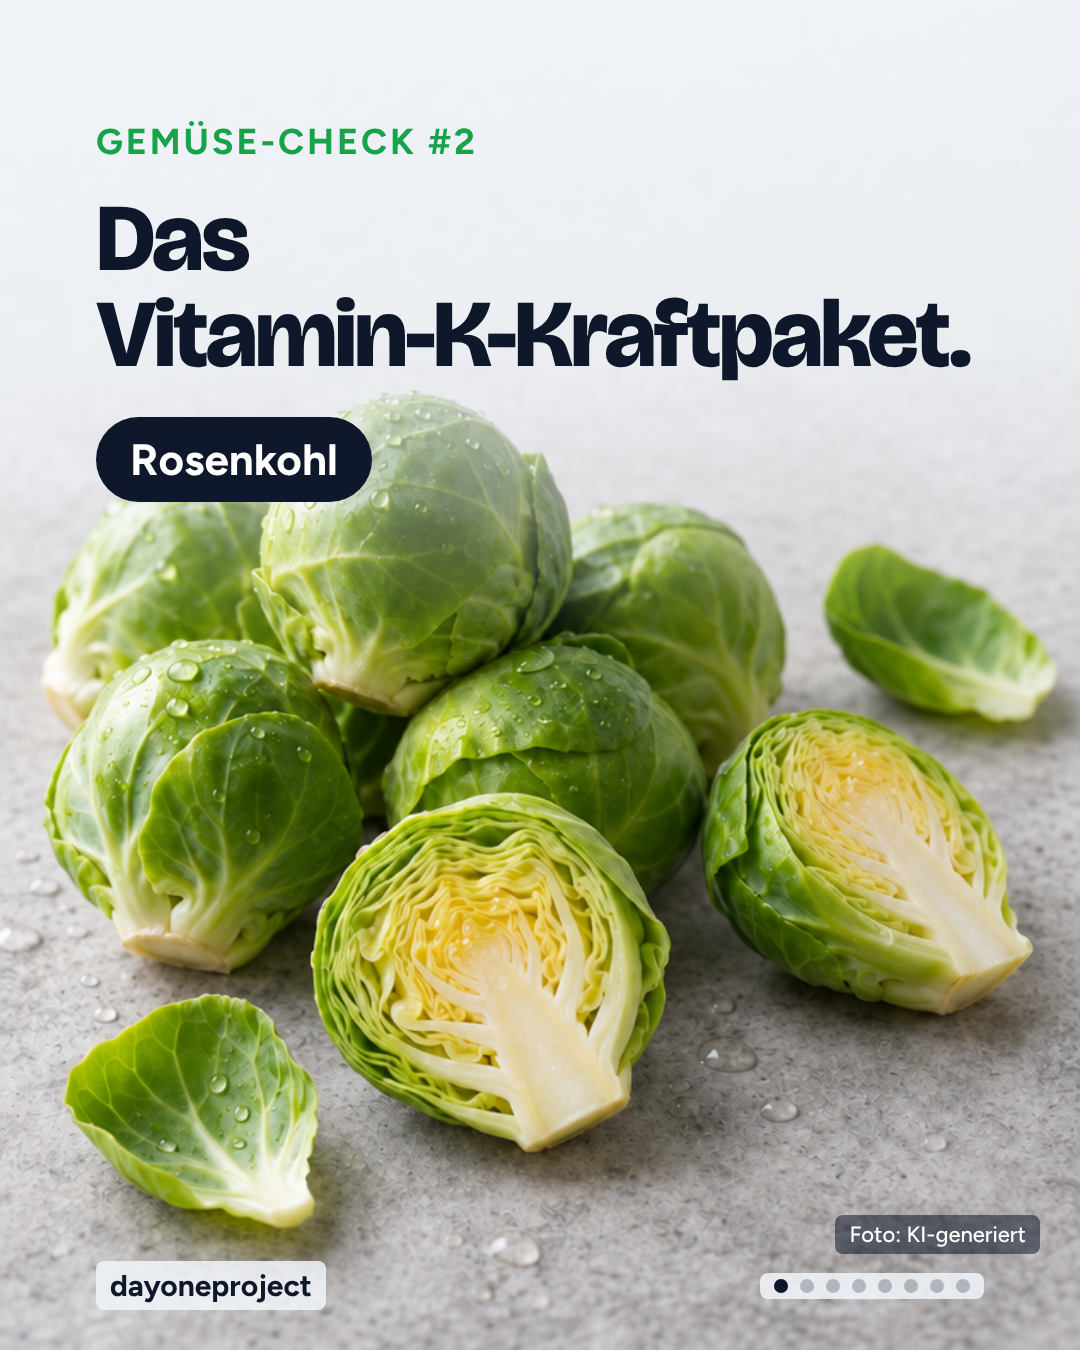 GEMÜSE-CHECK #2
Das
Vitamin-K-Kraftpaket.
Rosenkohl
Foto: KI-generiert
dayoneproject